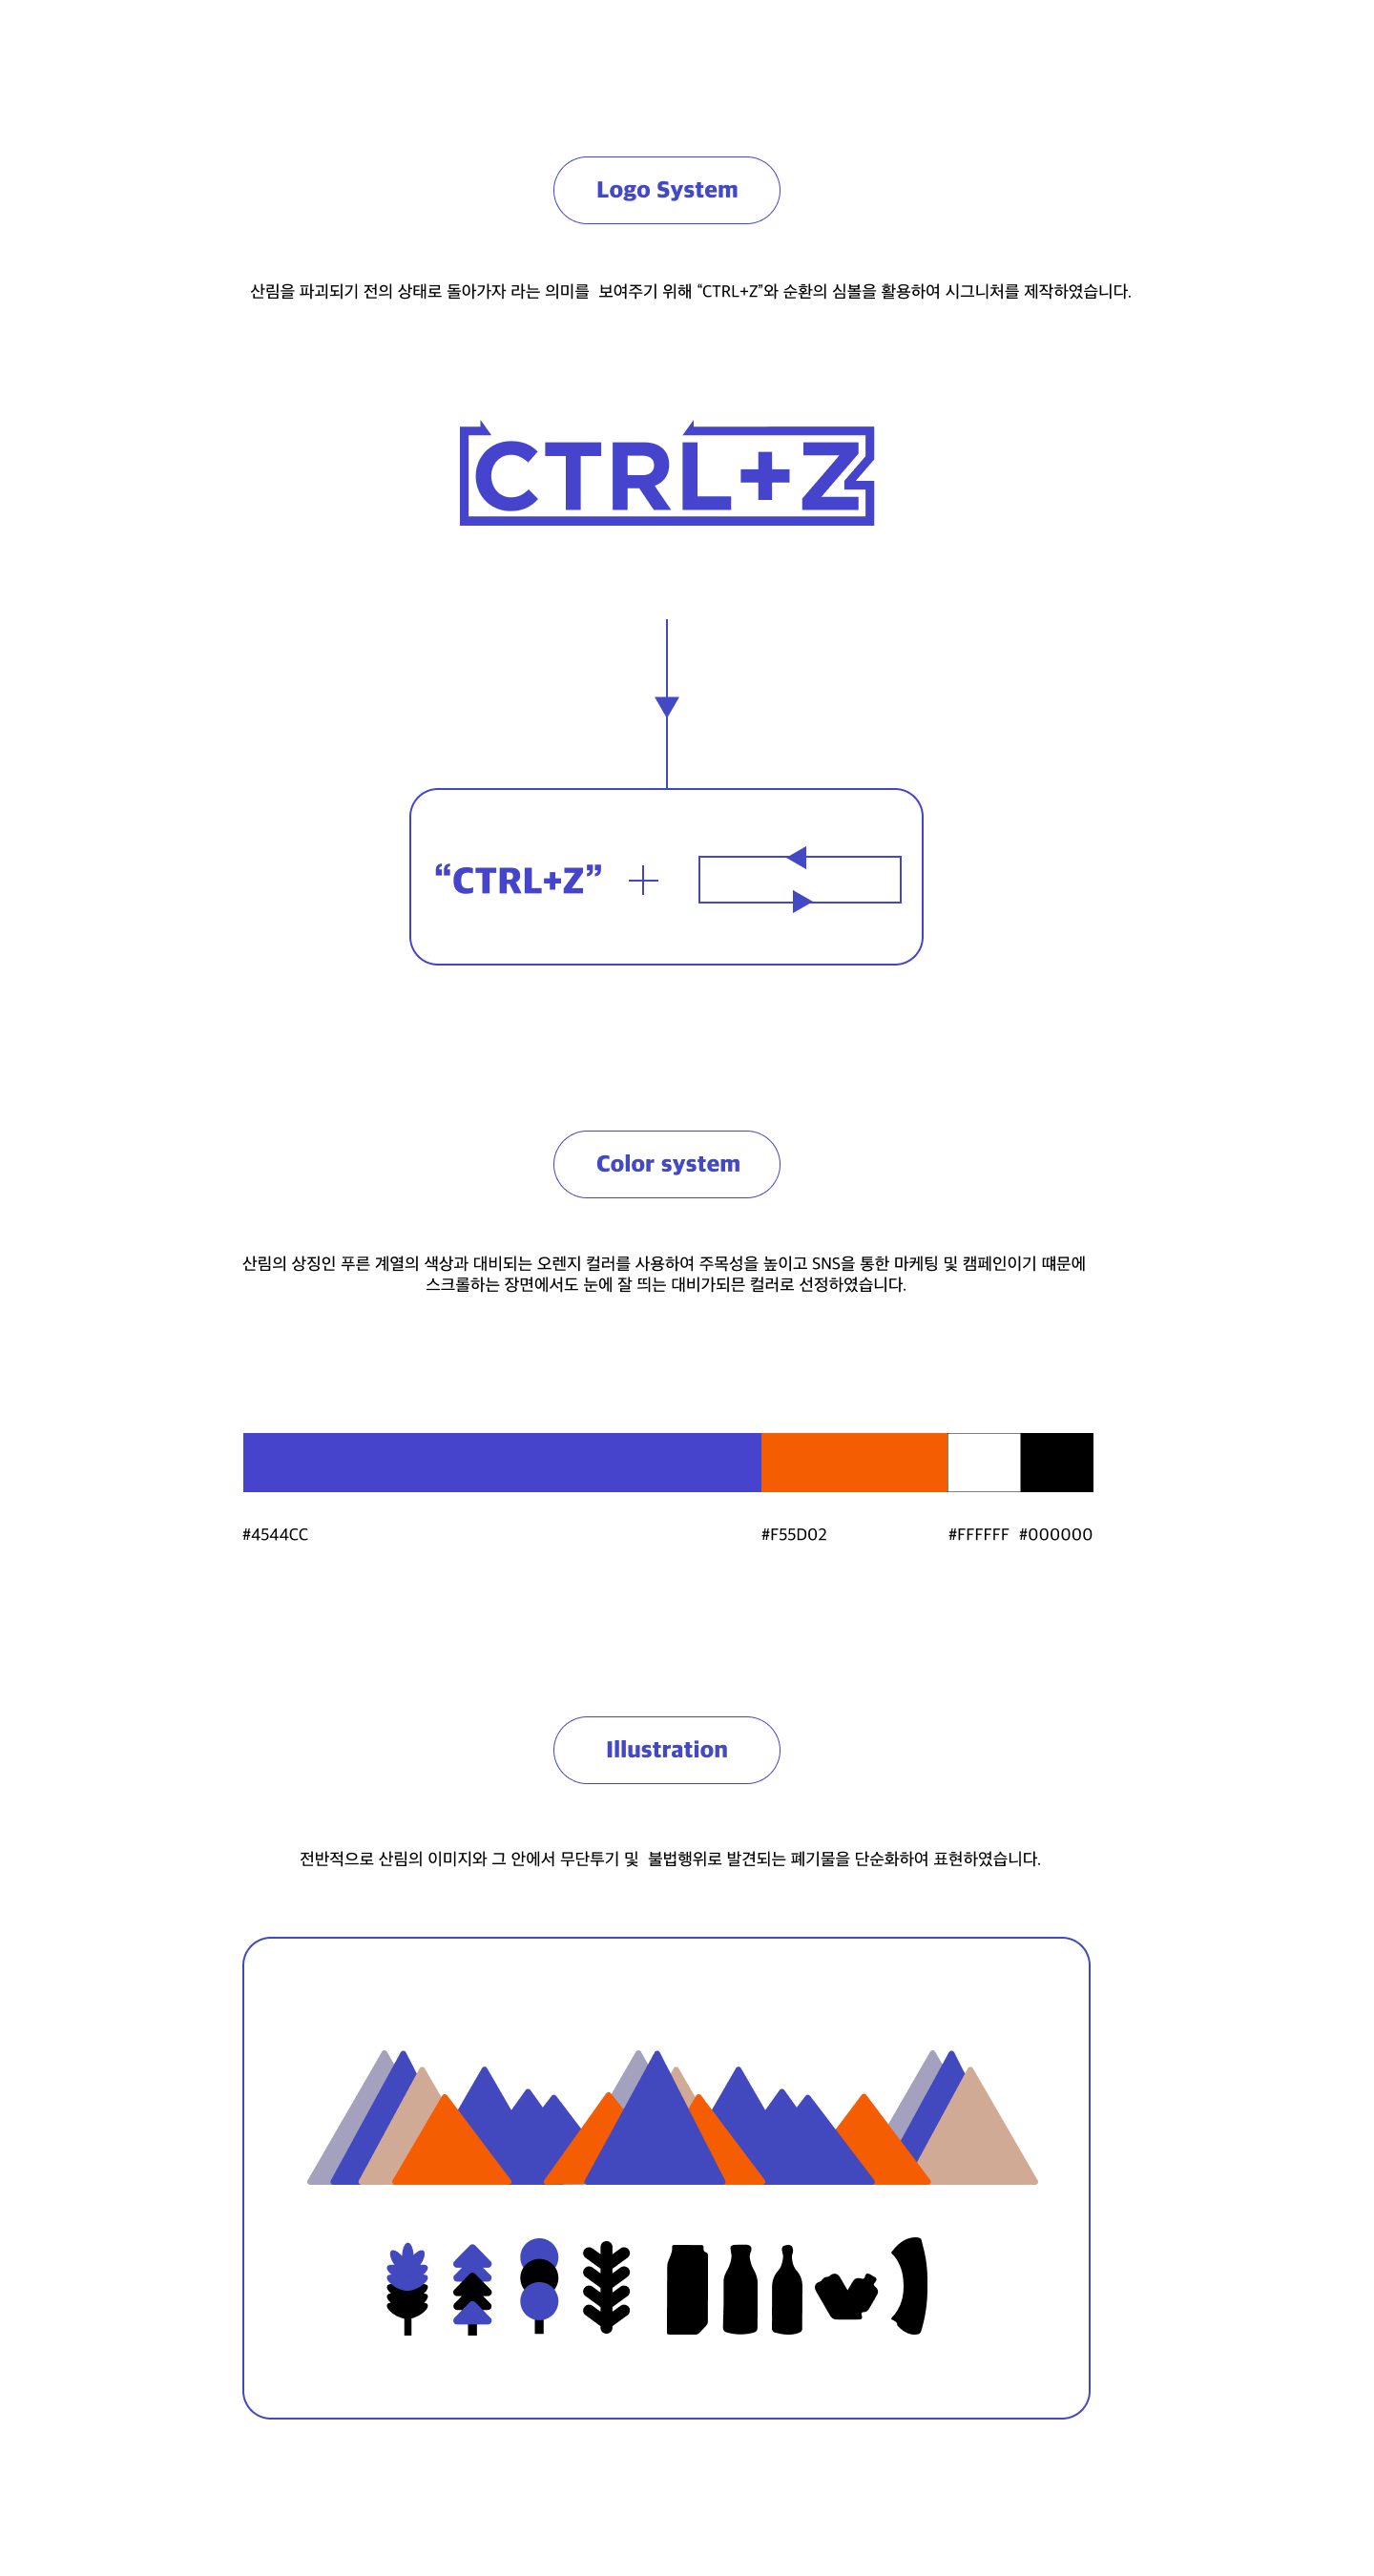 Logo System
산림을 파괴되기 전의 상태로 돌아가자 라는 의미를  보여주기 위해 “CTRL+Z”와 순환의 심볼을 활용하여 시그니처를 제작하였습니다.
CTRL+Z
“CTRL+Z”
Color system
산림의 상징인 푸른 계열의 색상과 대비되는 오렌지 컬러를 사용하여 주목성을 높이고 SNS을 통한 마케팅 및 캠페인이기 떄문에
스크롤하는 장면에서도 눈에 잘 띄는 대비가되믄 컬러로 선정하였습니다.
#4544CC #F55D02 #FFFFFF #000000
Illustration
전반적으로 산림의 이미지와 그 안에서 무단투기 및  불법행위로 발견되는 폐기물을 단순화하여 표현하였습니다.